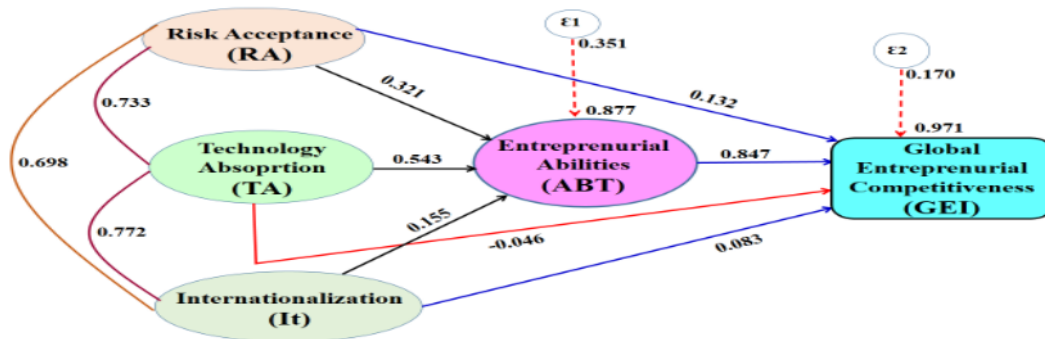 Risk Acceptance
(RA)
ε1
0.351
ε2
0.170
0.733
0.321
0.132
0.877
0.971
0.698
Technology
Absoprtion
(TA)
0.543
Entreprenurial
Abilities
(ABT)
0.847
Global
Entreprenurial
Competitiveness
(GEI)
0.772
0.155
-0.046
0.083
Internationalization
(It)